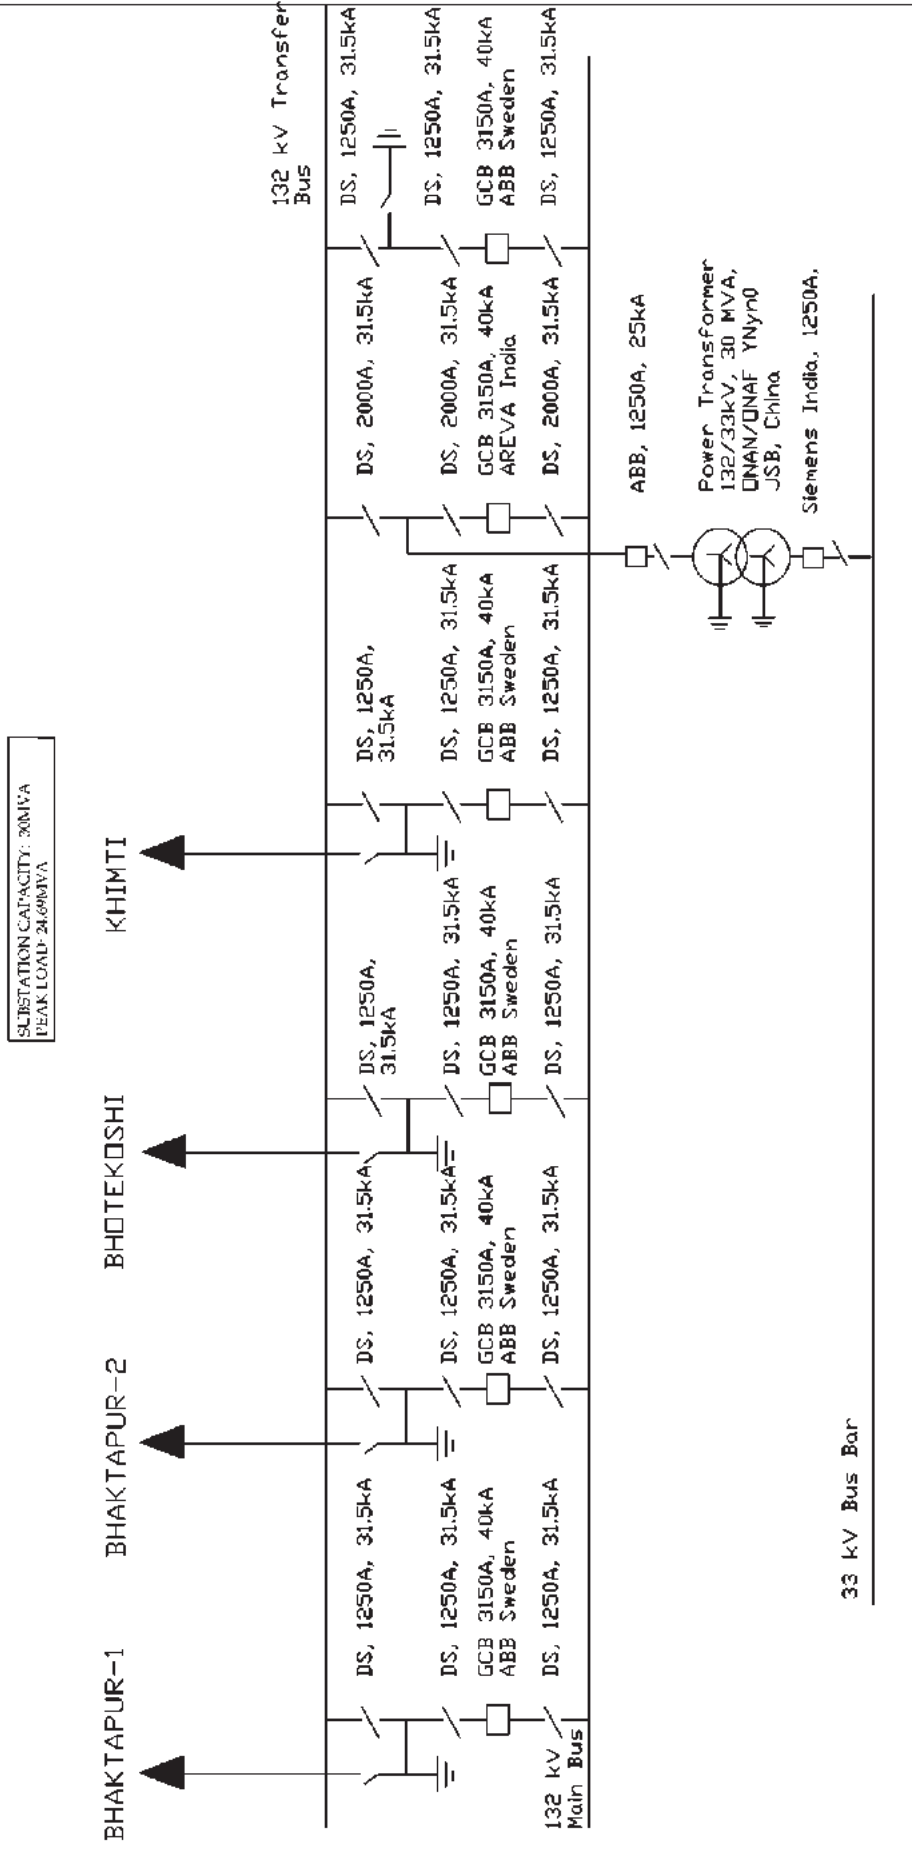 SUBSTATION CAPACITY: 30MVA
PEAK LOAD: 24.69MVA
BHAKTAPUR-1
BHAKTAPUR-2
BHOTEKOSHI
KHIMTI
132 kV Transfer
Bus
DS, 1250A, 31.5kA
DS, 1250A, 31.5kA
GCB 3150A, 40kA
ABB Sweden
DS, 1250A, 31.5kA
DS, 1250A, 31.5kA
DS, 1250A, 31.5kA
GCB 3150A, 40kA
ABB Sweden
DS, 1250A, 31.5kA
DS, 1250A,
31.5kA
DS, 1250A, 31.5kA
GCB 3150A, 40kA
ABB Sweden
DS, 1250A, 31.5kA
DS, 1250A,
31.5kA
DS, 1250A, 31.5kA
GCB 3150A, 40kA
ABB Sweden
DS, 1250A, 31.5kA
DS, 2000A, 31.5kA
DS, 2000A, 31.5kA
GCB 3150A, 40kA
AREVA India
DS, 2000A, 31.5kA
DS, 1250A, 31.5kA
DS, 1250A, 31.5kA
GCB 3150A, 40kA
ABB Sweden
DS, 1250A, 31.5kA
132 kV
Main Bus
ABB, 1250A, 25kA
Power Transformer
132/33kV, 30 MVA,
ONAN/ONAF YNyn0
JSB, China
Siemens India, 1250A,
33 kV Bus Bar